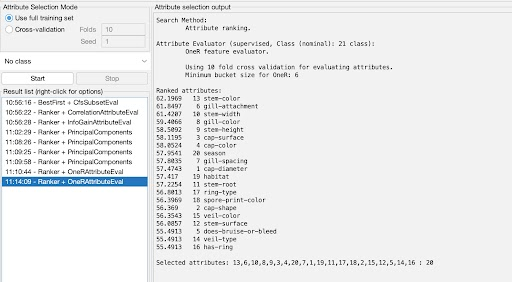 Attribute Selection Mode
Use full training set
Cross-validation
Folds
10
Seed
1
No class
Start
Stop
Result list (right-click for options)
10:56:16 - BestFirst + CfsSubsetEval
10:56:22 - Ranker + CorrelationAttributeEval
10:56:28 - Ranker + InfoGainAttributeEval
11:02:29 - Ranker + PrincipalComponents
11:08:26 - Ranker + PrincipalComponents
11:09:25 - Ranker + PrincipalComponents
11:09:58 - Ranker + PrincipalComponents
11:10:44 - Ranker + OneRAttributeEval
11:14:09 - Ranker + OneRAttributeEval
Attribute selection output
Search Method:
Attribute ranking.
Attribute Evaluator (supervised, Class (nominal): 21 class):
OneR feature evaluator.
Using 10 fold cross validation for evaluating attributes.
Minimum bucket size for OneR: 6
Ranked attributes:
62.1969 13 stem-color
61.8497 6 gill-attachment
61.4207 10 stem-width
59.4066 8 gill-color
58.5092 9 stem-height
58.1195 3 cap-surface
58.0524 4 cap-color
57.9541 20 season
57.8035 7 gill-spacing
57.4743 1 cap-diameter
57.417 19 habitat
57.2254 11 stem-root
56.8013 17 ring-type
56.3969 18 spore-print-color
56.369 2 cap-shape
56.3543 15 veil-color
56.0857 12 stem-surface
55.4913 5 does-bruise-or-bleed
55.4913 14 veil-type
55.4913 16 has-ring
Selected attributes: 13,6,10,8,9,3,4,20,7,1,19,11,17,18,2,15,12,5,14,16 : 20